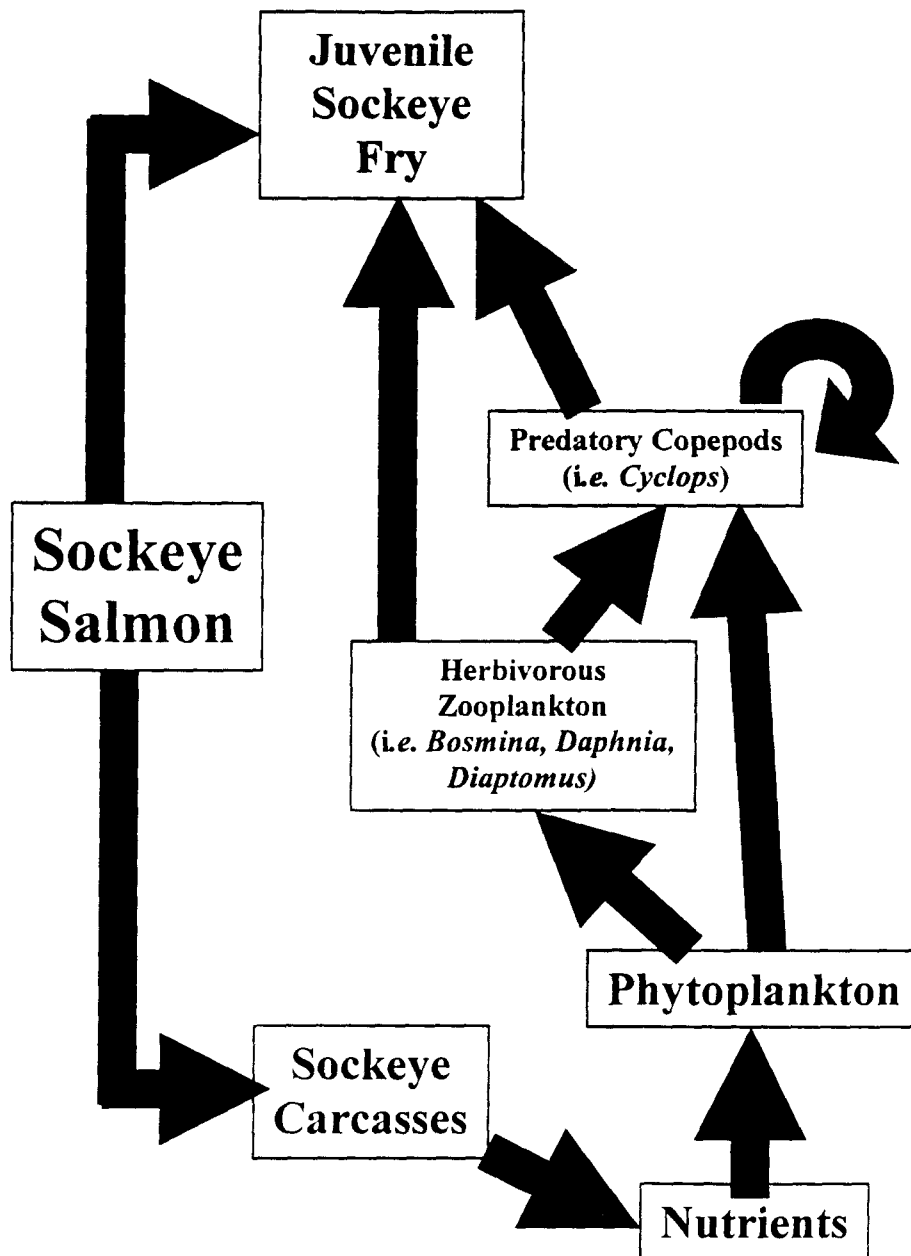 Juvenile
Sockeye
Fry
Predatory Copepods
(i.e. Cyclops)
Sockeye
Salmon
Herbivorous
Zooplankton
(i.e. Bosmina, Daphnia,
Diaptomus)
Phytoplankton
Sockeye
Carcasses
Nutrients